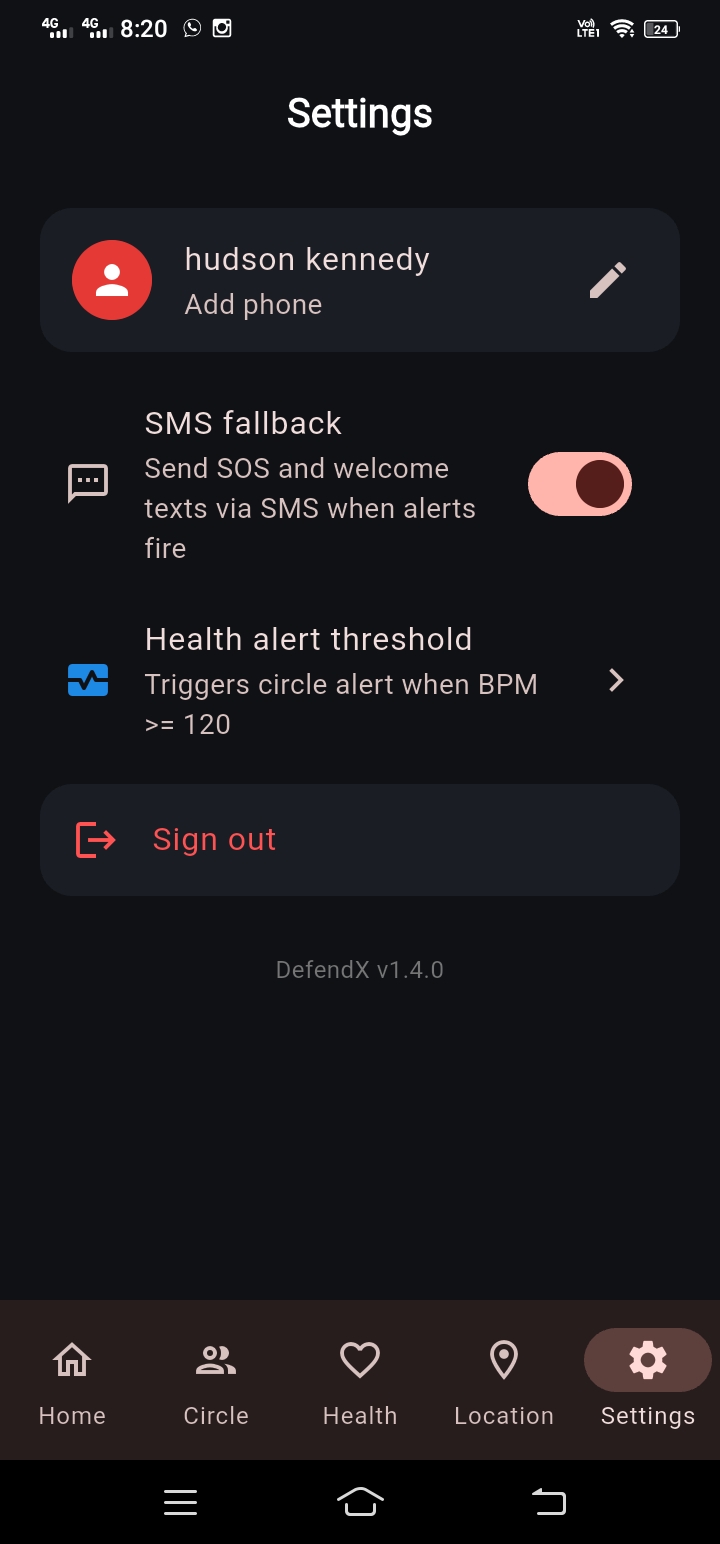 4G 4G 8:20 Vo) LTE1 24
Settings
hudson kennedy
Add phone
SMS fallback
Send SOS and welcome
texts via SMS when alerts
fire
Health alert threshold
Triggers circle alert when BPM
>= 120
Sign out
DefendX v1.4.0
Home Circle Health Location Settings